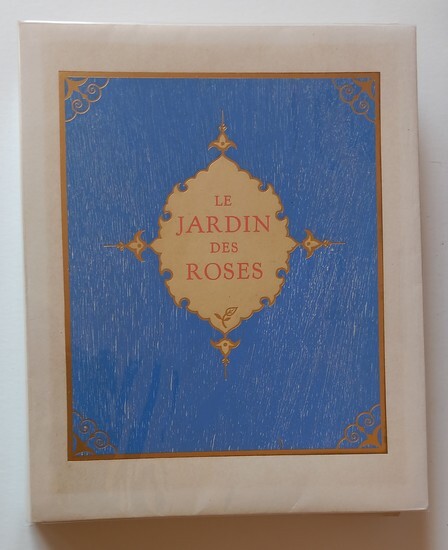 LE
JARDIN
DES
ROSES